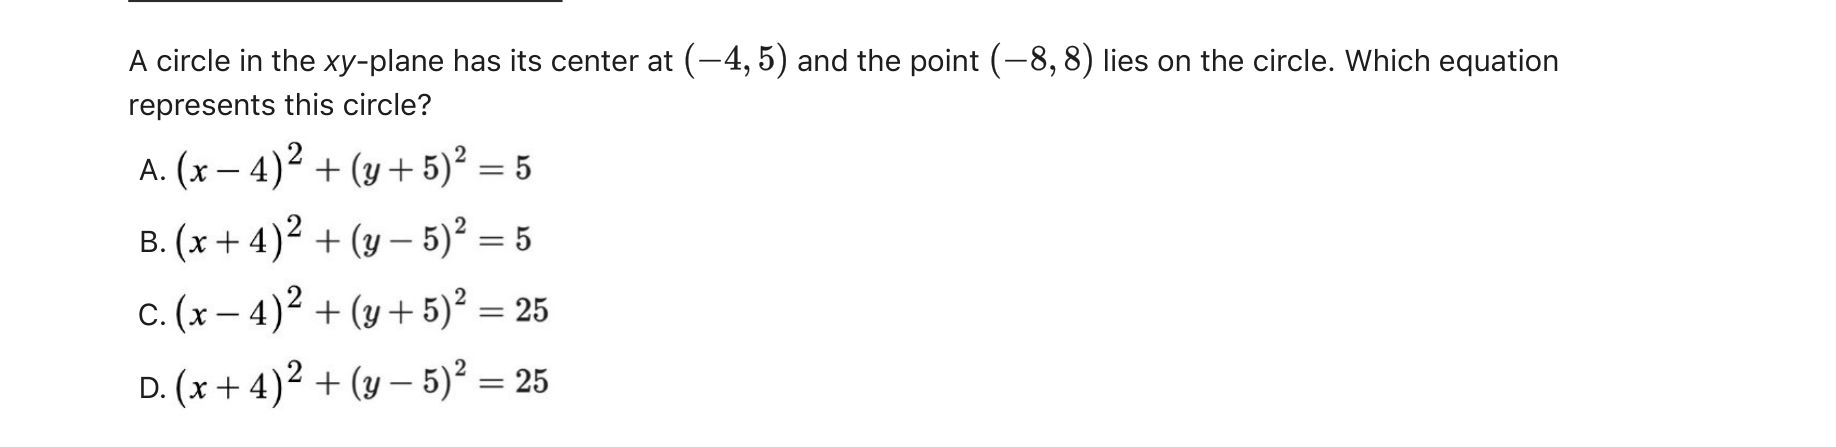 A circle in the xy-plane has its center at (−4, 5) and the point (−8, 8) lies on the circle. Which equation
represents this circle?
A. (x − 4)² + (y + 5)² = 5
B. (x + 4)² + (y − 5)² = 5
C. (x − 4)² + (y + 5)² = 25
D. (x + 4)² + (y − 5)² = 25